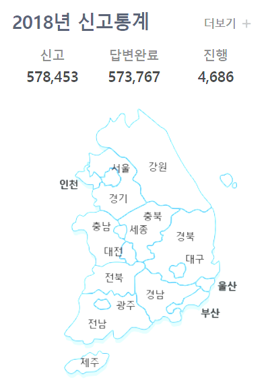 2018년 신고통계 더보기 +
신고 답변완료 진행
578,453 573,767 4,686
서울 강원
인천
경기
충북
충남 세종
경북
대전
대구
전북
울산
경남
광주
부산
전남
제주